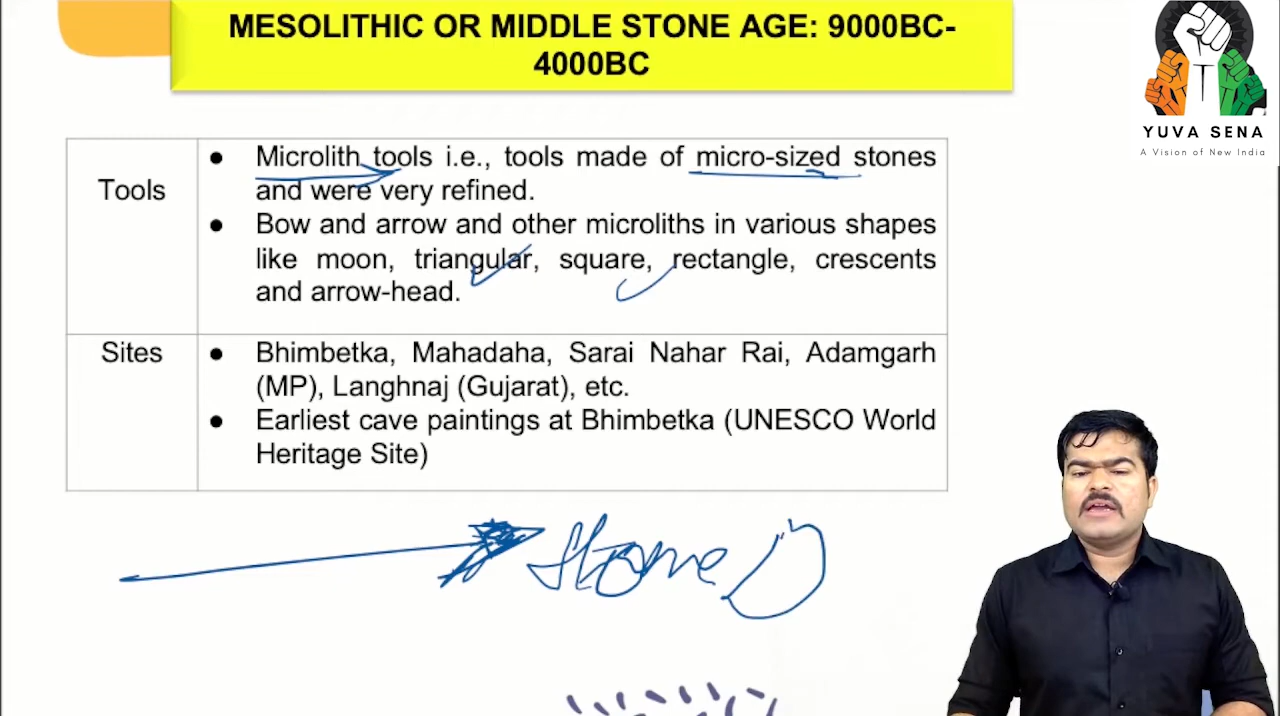 MESOLITHIC OR MIDDLE STONE AGE: 9000BC-
4000BC
YUVA SENA
A Vision of New India
Tools
● Microlith tools i.e., tools made of micro-sized stones
and were very refined.
● Bow and arrow and other microliths in various shapes
like moon, triangular, square, rectangle, crescents
and arrow-head.
Sites
● Bhimbetka, Mahadaha, Sarai Nahar Rai, Adamgarh
(MP), Langhnaj (Gujarat), etc.
● Earliest cave paintings at Bhimbetka (UNESCO World
Heritage Site)
Stone